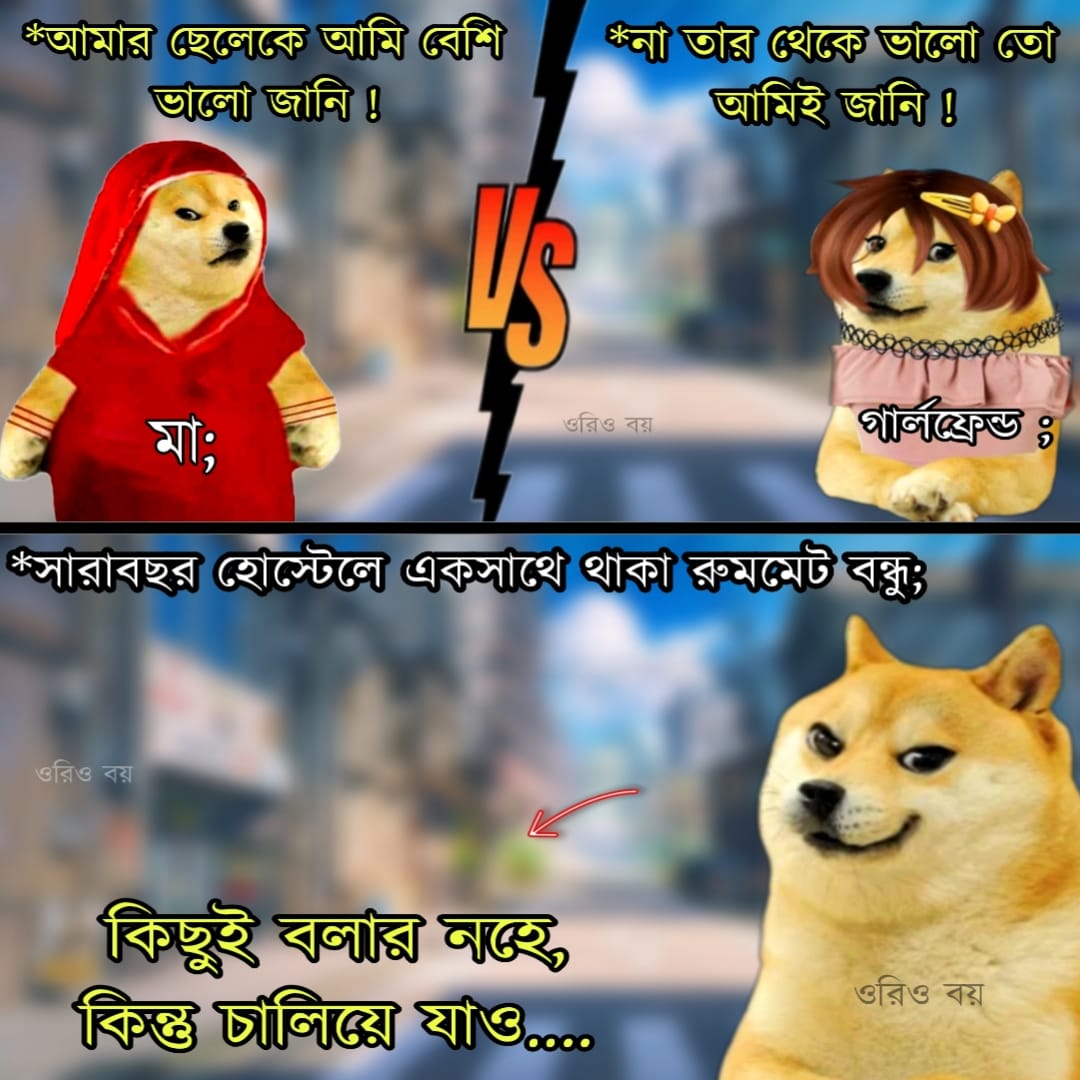 *আমার ছেলেকে আমি বেশি
ভালো জানি !
*না তার থেকে ভালো তো
আমিই জানি !
VS
মা;
ওরিও বয়
গার্লফ্রেন্ড ;
*সারাবছর হোস্টেলে একসাথে থাকা রুমমেট বন্ধু;
ওরিও বয়
কিছুই বলার নহে,
কিন্তু চালিয়ে যাও....
ওরিও বয়